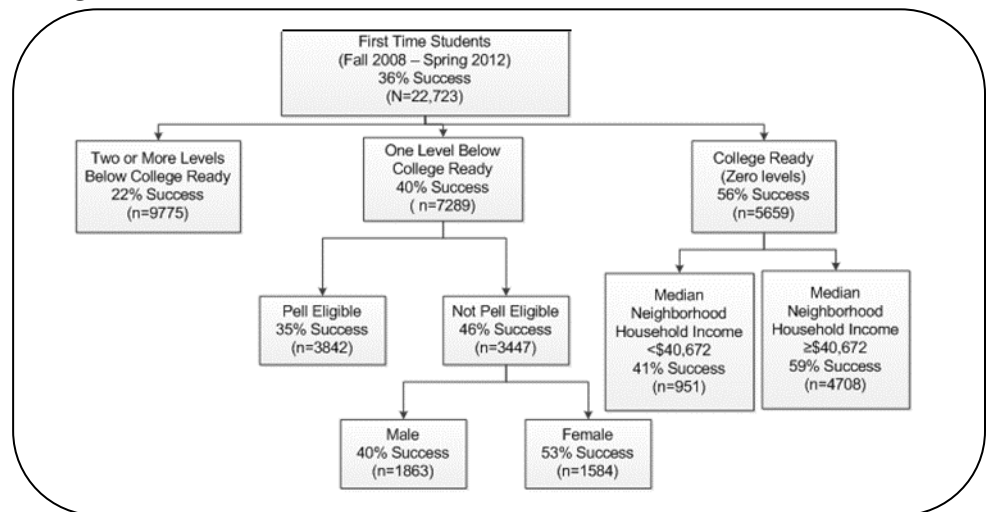 First Time Students
(Fall 2008 – Spring 2012)
36% Success
(N=22,723)
Two or More Levels
Below College Ready
22% Success
(n=9775)
One Level Below
College Ready
40% Success
( n=7289)
College Ready
(Zero levels)
56% Success
(n=5659)
Pell Eligible
35% Success
(n=3842)
Not Pell Eligible
46% Success
(n=3447)
Median
Neighborhood
Household Income
<$40,672
41% Success
(n=951)
Median
Neighborhood
Household Income
≥$40,672
59% Success
(n=4708)
Male
40% Success
(n=1863)
Female
53% Success
(n=1584)